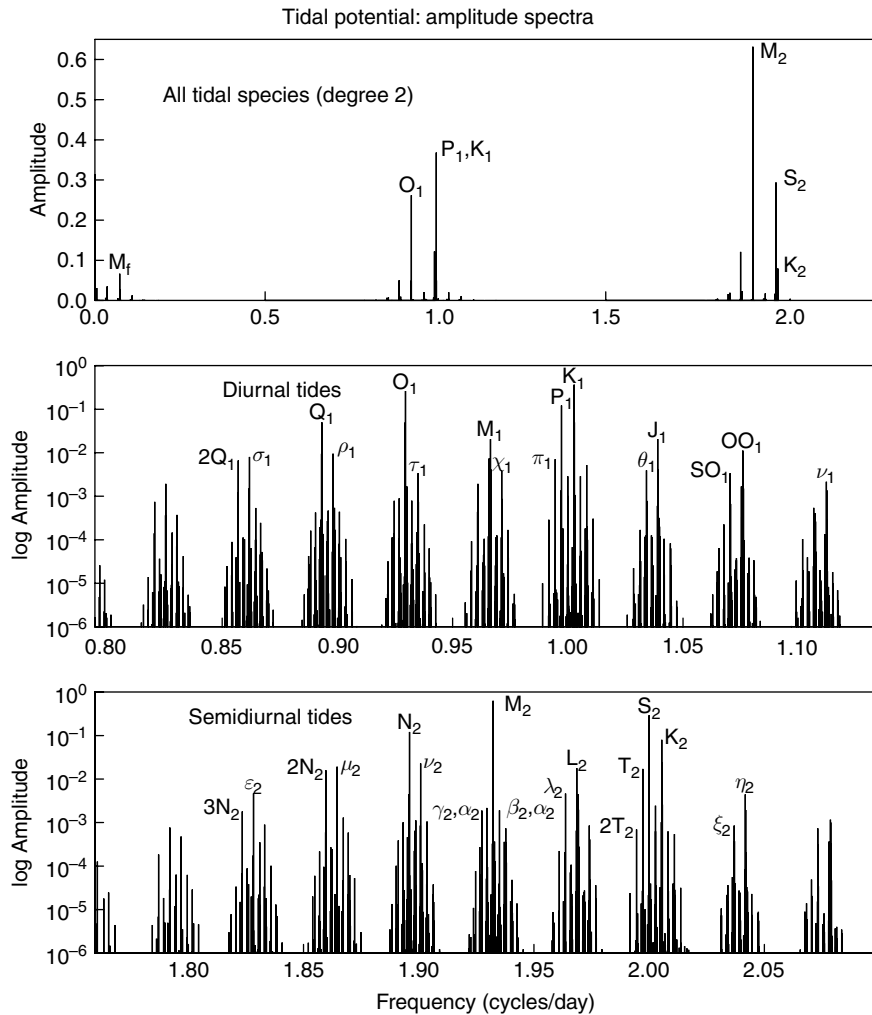 Tidal potential: amplitude spectra
Amplitude
0.6
0.5
0.4
0.3
0.2
0.1
0.0
All tidal species (degree 2)
M₂
P₁,K₁
O₁
S₂
M_f
K₂
0.0 0.5 1.0 1.5 2.0
log Amplitude
10⁰
10⁻¹
10⁻²
10⁻³
10⁻⁴
10⁻⁵
10⁻⁶
Diurnal tides
2Q₁ σ₁ Q₁ ρ₁ O₁ τ₁ M₁ χ₁ π₁ P₁ K₁ θ₁ J₁ SO₁ OO₁ ν₁
0.80 0.85 0.90 0.95 1.00 1.05 1.10
log Amplitude
10⁰
10⁻¹
10⁻²
10⁻³
10⁻⁴
10⁻⁵
10⁻⁶
Semidiurnal tides
3N₂ ε₂ 2N₂ μ₂ N₂ ν₂ γ₂,α₂ M₂ β₂,α₂ λ₂ L₂ 2T₂ T₂ S₂ K₂ ξ₂ η₂
1.80 1.85 1.90 1.95 2.00 2.05
Frequency (cycles/day)